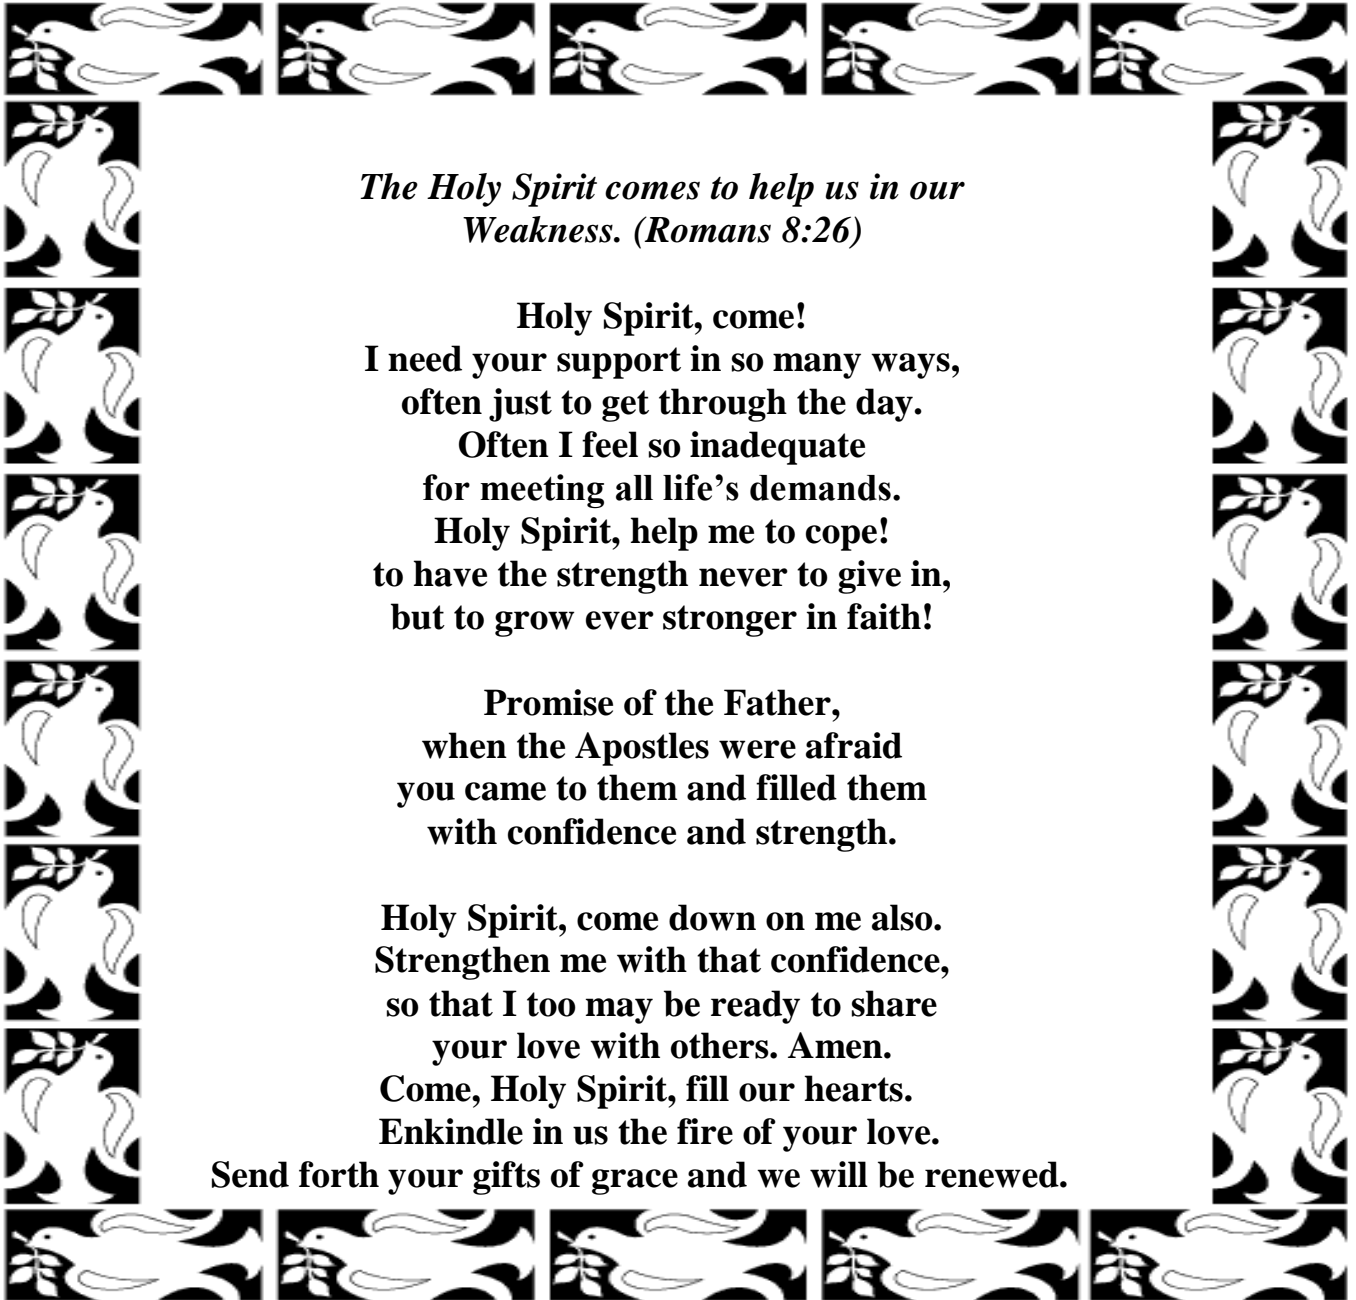 The Holy Spirit comes to help us in our
Weakness. (Romans 8:26)
Holy Spirit, come!
I need your support in so many ways,
often just to get through the day.
Often I feel so inadequate
for meeting all life’s demands.
Holy Spirit, help me to cope!
to have the strength never to give in,
but to grow ever stronger in faith!
Promise of the Father,
when the Apostles were afraid
you came to them and filled them
with confidence and strength.
Holy Spirit, come down on me also.
Strengthen me with that confidence,
so that I too may be ready to share
your love with others. Amen.
Come, Holy Spirit, fill our hearts.
Enkindle in us the fire of your love.
Send forth your gifts of grace and we will be renewed.